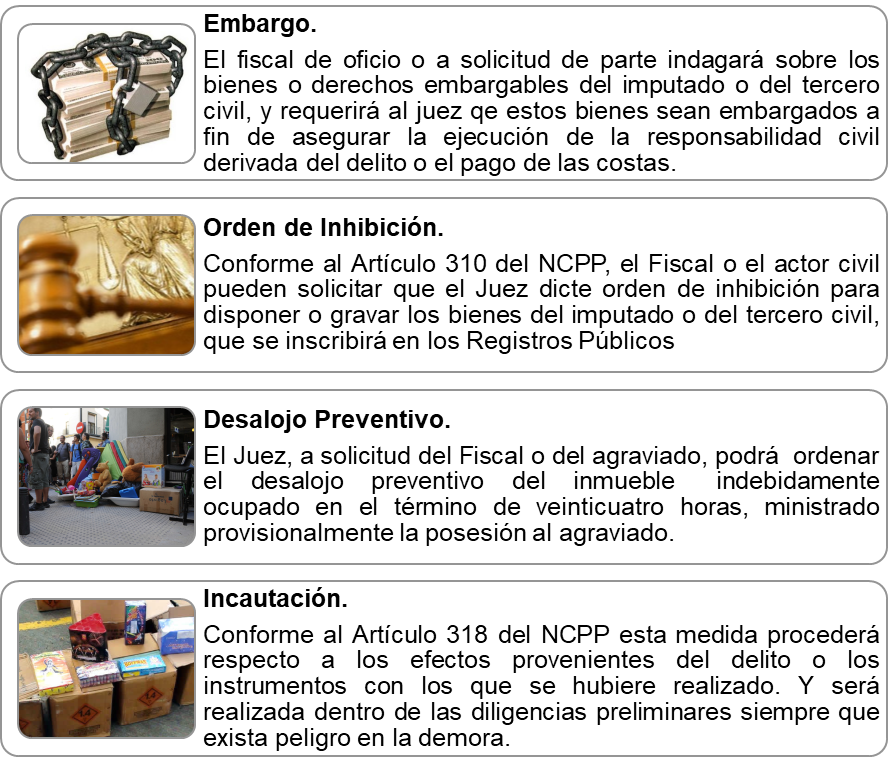 Embargo.
El fiscal de oficio o a solicitud de parte indagará sobre los
bienes o derechos embargables del imputado o del tercero
civil, y requerirá al juez qe estos bienes sean embargados a
fin de asegurar la ejecución de la responsabilidad civil
derivada del delito o el pago de las costas.
Orden de Inhibición.
Conforme al Artículo 310 del NCPP, el Fiscal o el actor civil
pueden solicitar que el Juez dicte orden de inhibición para
disponer o gravar los bienes del imputado o del tercero civil,
que se inscribirá en los Registros Públicos
Desalojo Preventivo.
El Juez, a solicitud del Fiscal o del agraviado, podrá ordenar
el desalojo preventivo del inmueble indebidamente
ocupado en el término de veinticuatro horas, ministrado
provisionalmente la posesión al agraviado.
Incautación.
Conforme al Artículo 318 del NCPP esta medida procederá
respecto a los efectos provenientes del delito o los
instrumentos con los que se hubiere realizado. Y será
realizada dentro de las diligencias preliminares siempre que
exista peligro en la demora.